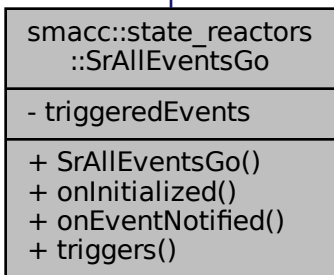 smacc::state_reactors
::SrAllEventsGo
- triggeredEvents
+ SrAllEventsGo()
+ onInitialized()
+ onEventNotified()
+ triggers()